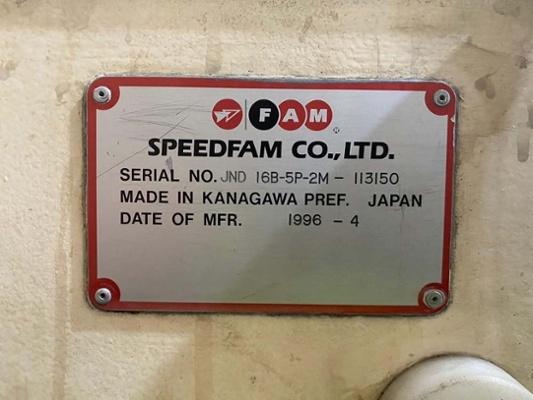 FAM
®
SPEEDFAM CO., LTD.
SERIAL NO. JND 16B-5P-2M - 113150
MADE IN KANAGAWA PREF. JAPAN
DATE OF MFR. 1996 - 4